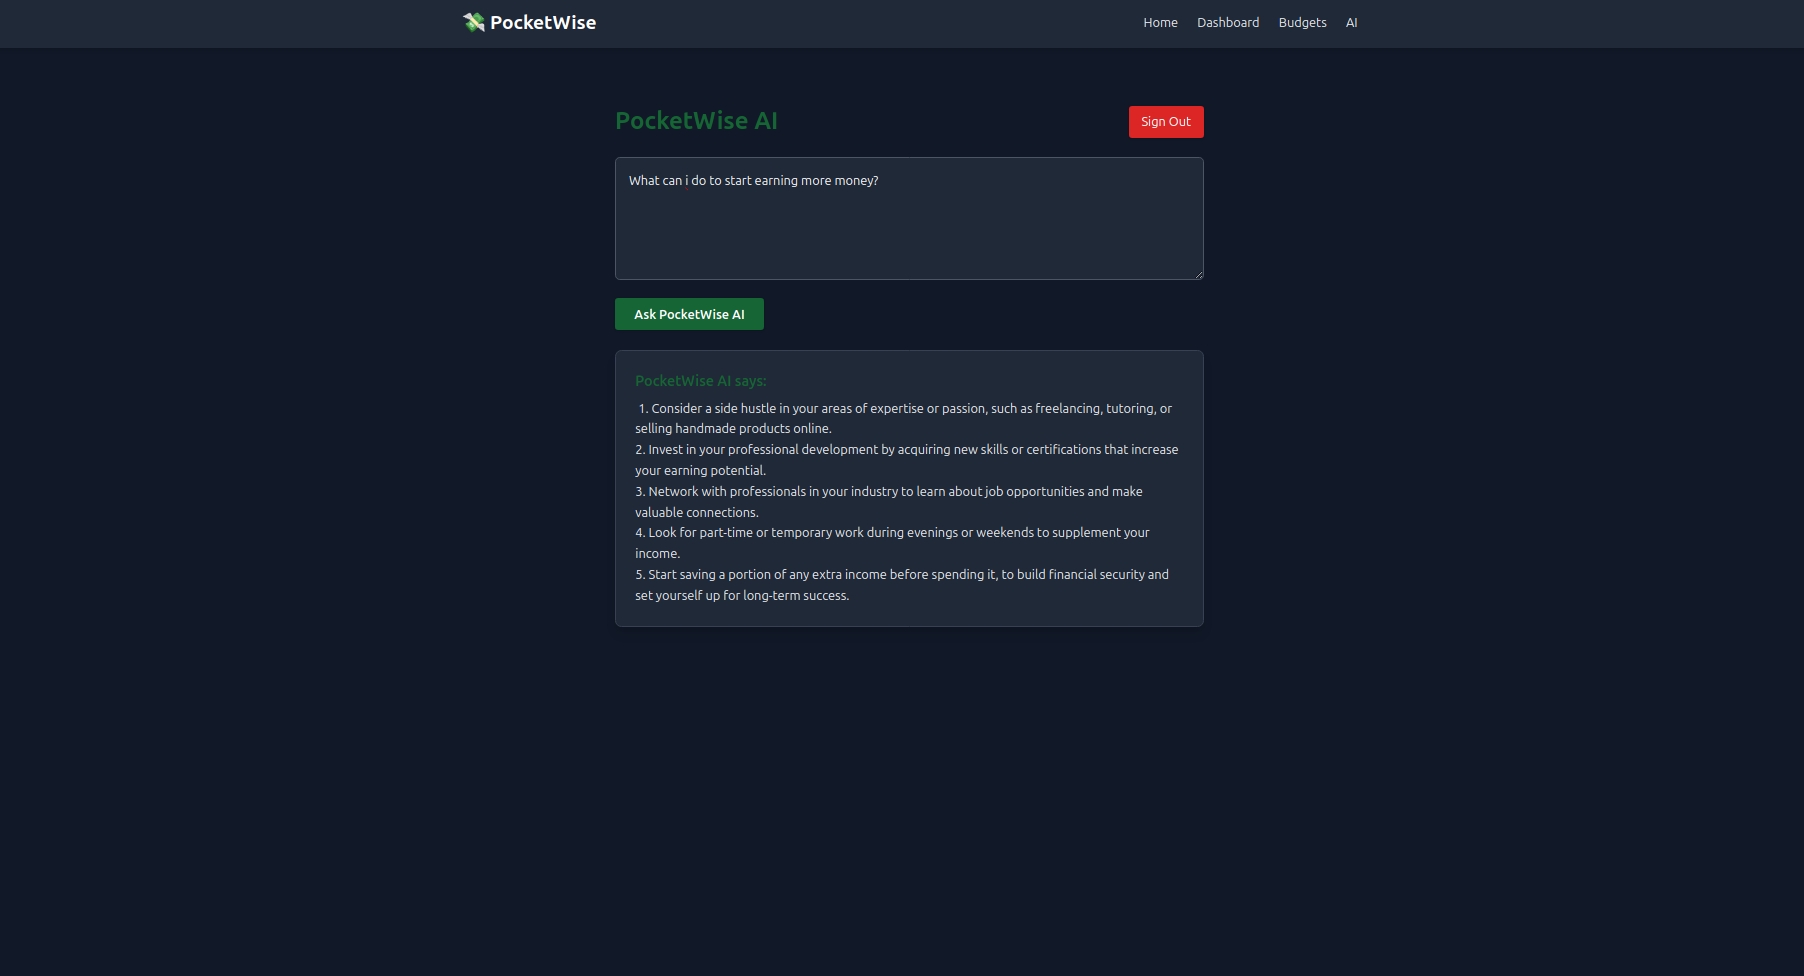 PocketWise
Home Dashboard Budgets AI
PocketWise AI
Sign Out
What can i do to start earning more money?
Ask PocketWise AI
PocketWise AI says:
1. Consider a side hustle in your areas of expertise or passion, such as freelancing, tutoring, or
selling handmade products online.
2. Invest in your professional development by acquiring new skills or certifications that increase
your earning potential.
3. Network with professionals in your industry to learn about job opportunities and make
valuable connections.
4. Look for part-time or temporary work during evenings or weekends to supplement your
income.
5. Start saving a portion of any extra income before spending it, to build financial security and
set yourself up for long-term success.